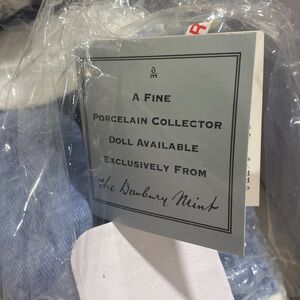 A FINE
PORCELAIN COLLECTOR
DOLL AVAILABLE
EXCLUSIVELY FROM
The Danbury Mint